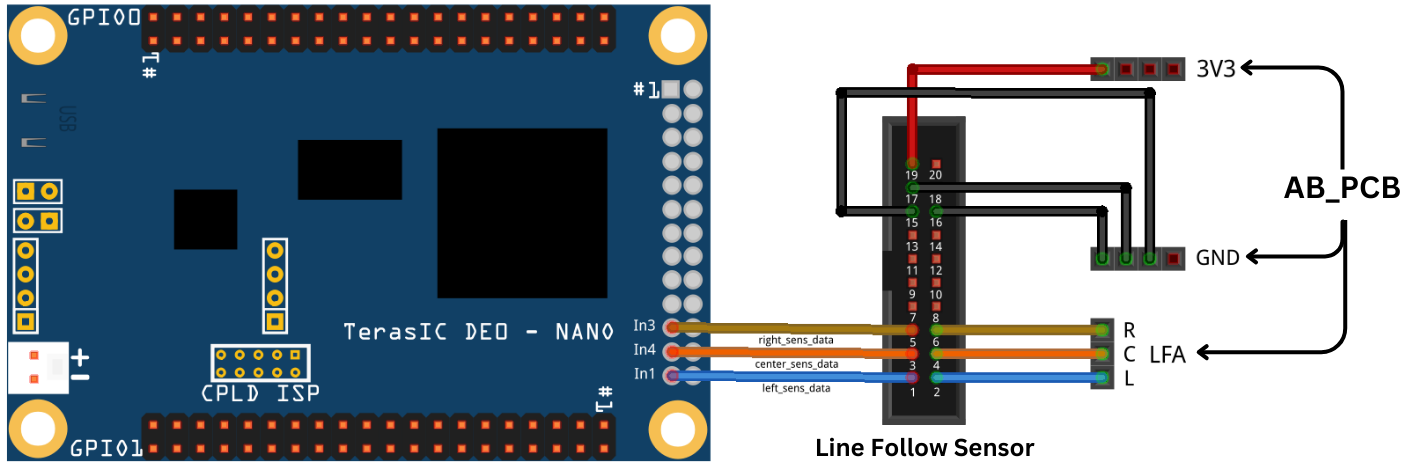 GPIO0
#1
USB
#1
TerasIC DE0 - NANO
+
-
CPLD ISP
#1
GPIO1
In3
In4
In1
right_sens_data
center_sens_data
left_sens_data
19 20
17 18
15 16
13 14
11 12
9 10
7 8
5 6
3 4
1 2
Line Follow Sensor
3V3
AB_PCB
GND
R
C LFA
L